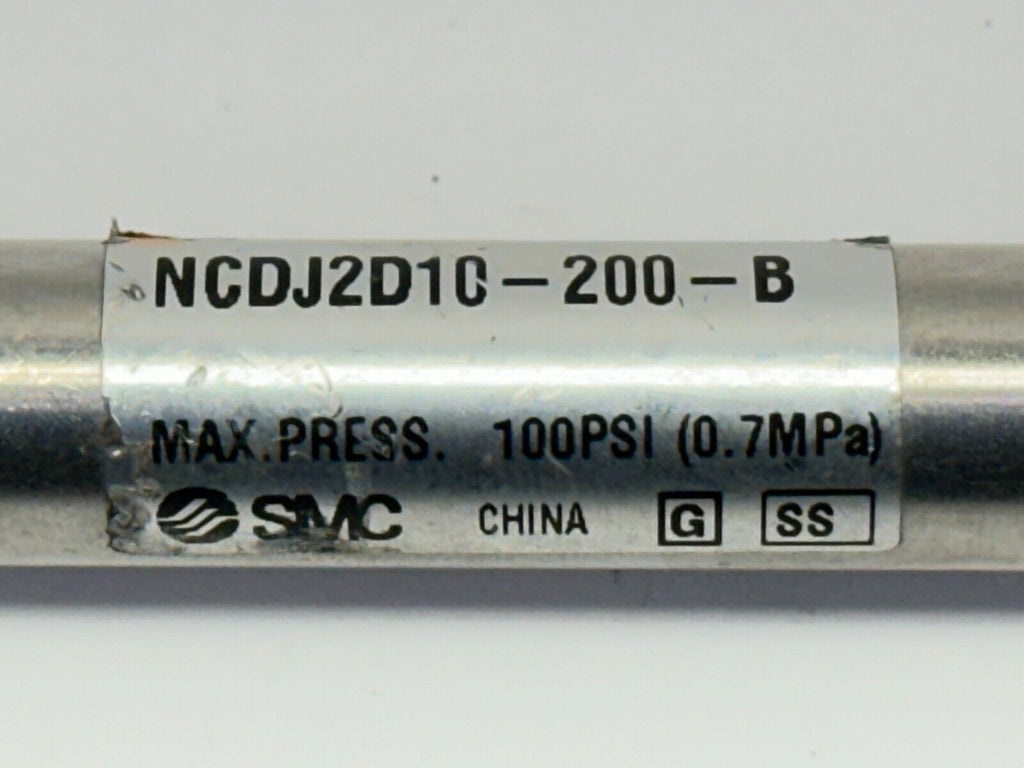 NCDJ2D10-200-B
MAX.PRESS. 100PSI (0.7MPa)
SMC CHINA G SS